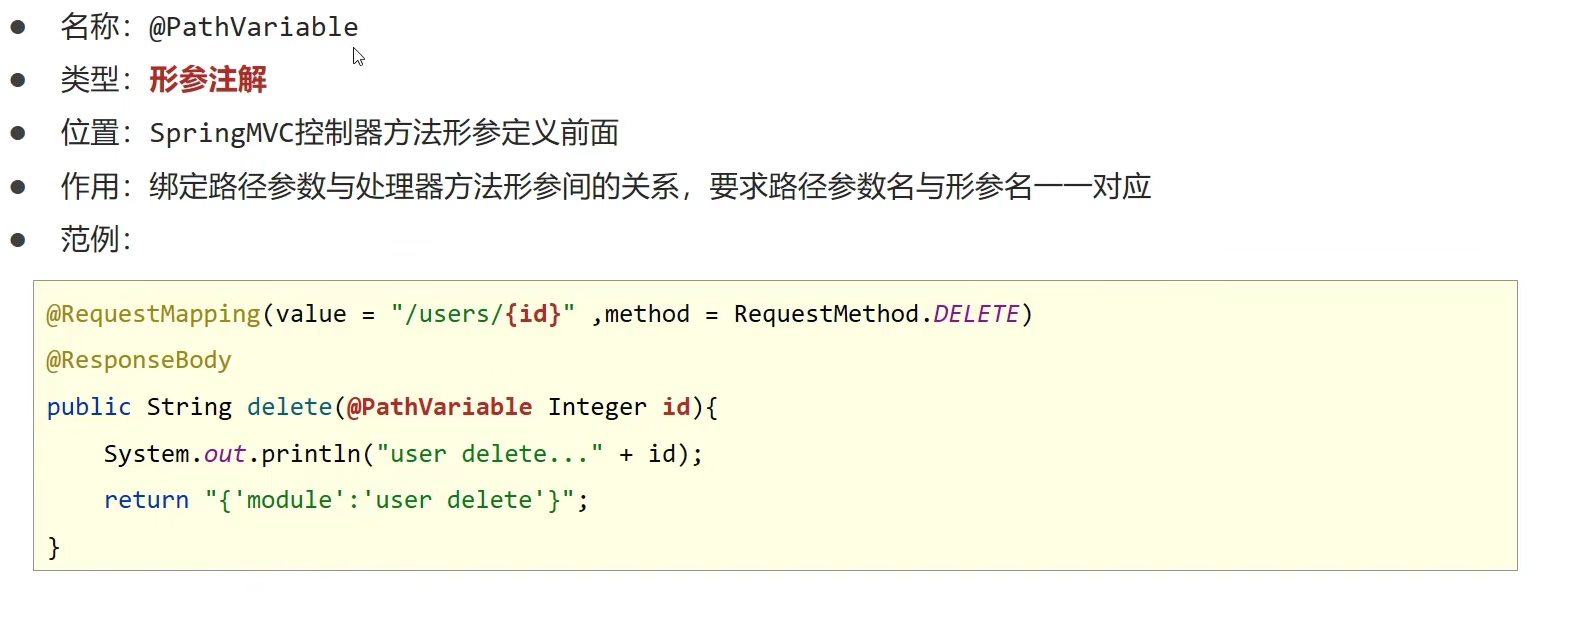 ● 名称：@PathVariable
● 类型：形参注解
● 位置：SpringMVC控制器方法形参定义前面
● 作用：绑定路径参数与处理器方法形参间的关系，要求路径参数名与形参名一一对应
● 范例：
@RequestMapping(value = "/users/{id}" ,method = RequestMethod.DELETE)
@ResponseBody
public String delete(@PathVariable Integer id){
    System.out.println("user delete..." + id);
    return "{'module':'user delete'}";
}